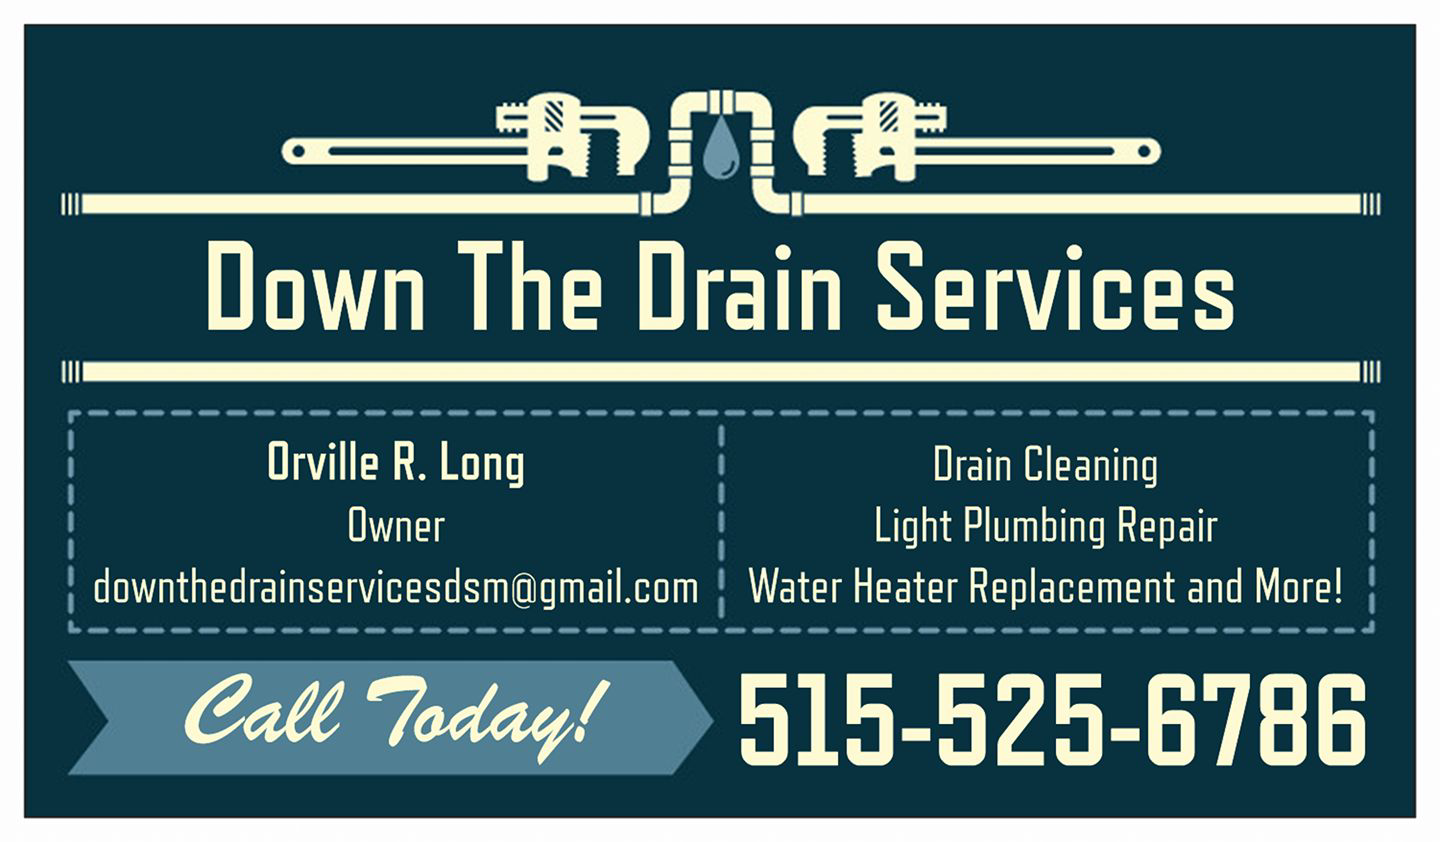 Down The Drain Services
Orville R. Long
Owner
downthedrainservicesdsm@gmail.com
Drain Cleaning
Light Plumbing Repair
Water Heater Replacement and More!
Call Today!
515-525-6786